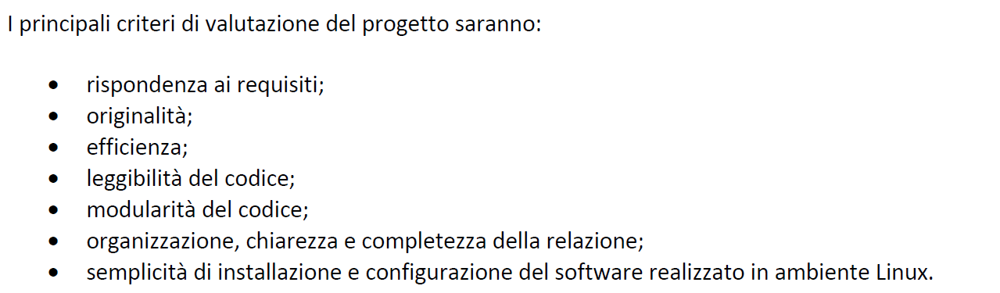 I principali criteri di valutazione del progetto saranno:
• rispondenza ai requisiti;
• originalità;
• efficienza;
• leggibilità del codice;
• modularità del codice;
• organizzazione, chiarezza e completezza della relazione;
• semplicità di installazione e configurazione del software realizzato in ambiente Linux.